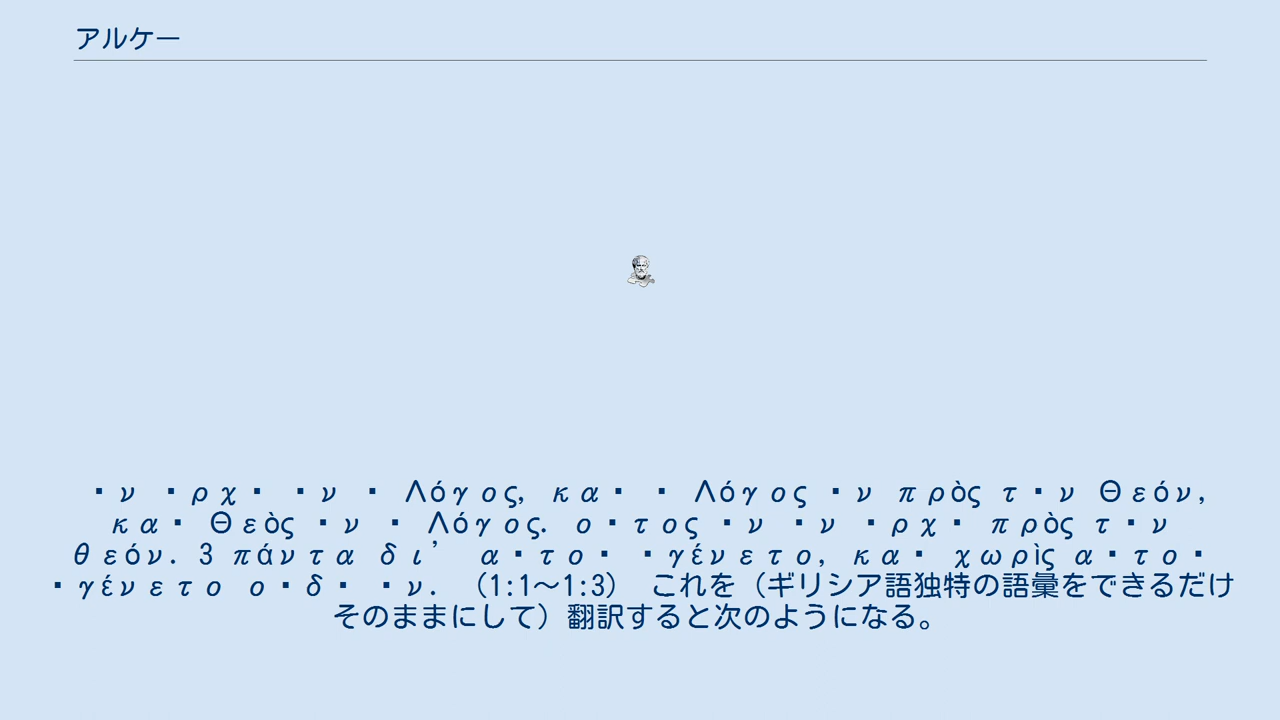 アルケー
▪ν ▪ρχ▪ ▪ν ▪ Λόγος, κα▪ ▪ Λόγος ▪ν πρὸς τ▪ν Θεόν,
κα▪ Θεὸς ▪ν ▪ Λόγος. ο▪τος ▪ν ▪ν ▪ρχ▪ πρὸς τ▪ν
θεόν. 3 πάντα δι’ α▪το▪ ▪γένετο, κα▪ χωρὶς α▪το▪
▪γένετο ο▪δ▪ ▪ν. （1:1〜1:3） これを（ギリシア語独特の語彙をできるだけ
そのままにして）翻訳すると次のようになる。